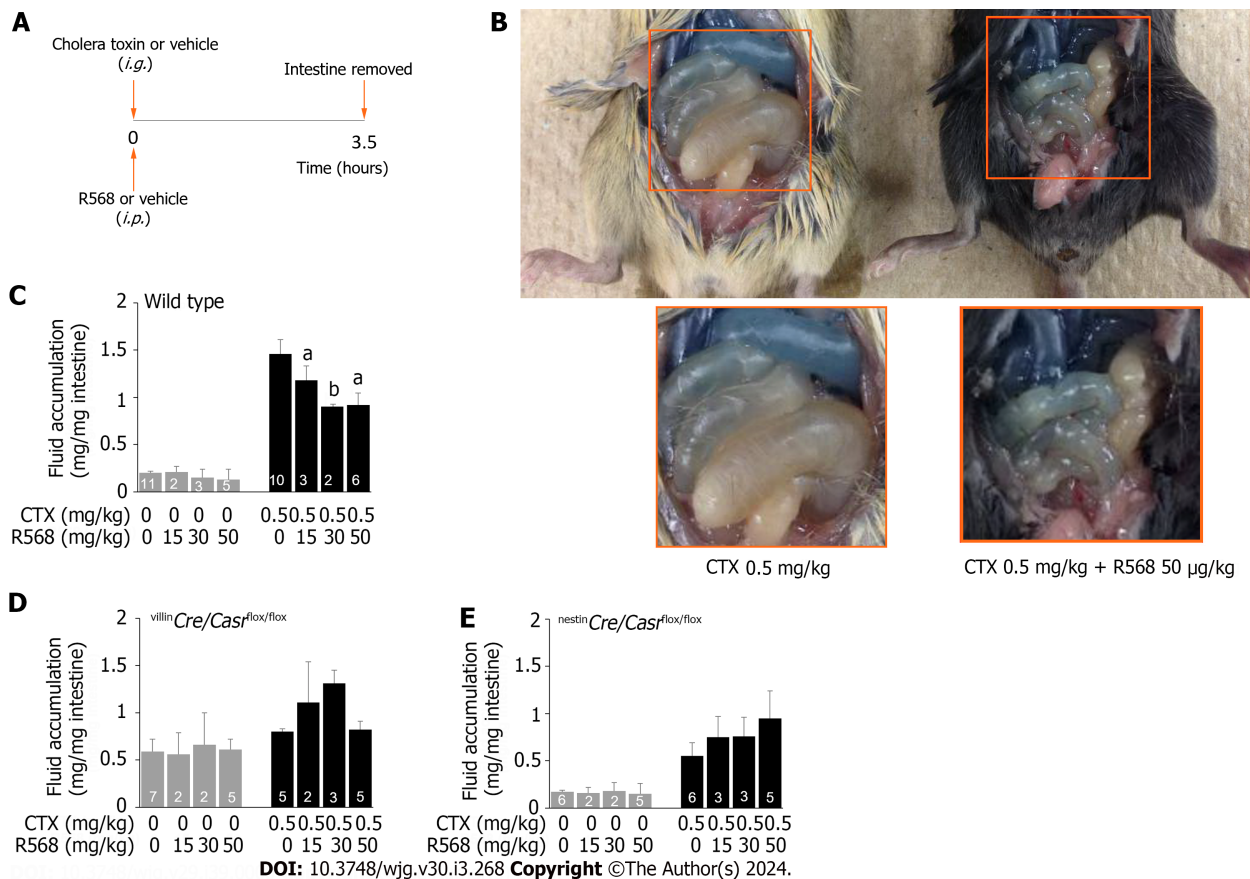 A
Cholera toxin or vehicle
(i.g.)
Intestine removed
0
3.5
Time (hours)
R568 or vehicle
(i.p.)
B
CTX 0.5 mg/kg
CTX 0.5 mg/kg + R568 50 µg/kg
C
Wild type
Fluid accumulation
(mg/mg intestine)
2
1.5
1
0.5
0
a
b
a
11 2 3 5 10 3 2 6
CTX (mg/kg) 0 0 0 0 0.5 0.5 0.5 0.5
R568 (mg/kg) 0 15 30 50 0 15 30 50
D
villinCre/Casrflox/flox
Fluid accumulation
(mg/mg intestine)
2
1.5
1
0.5
0
7 2 2 5 5 2 3 5
CTX (mg/kg) 0 0 0 0 0.5 0.5 0.5 0.5
R568 (mg/kg) 0 15 30 50 0 15 30 50
E
nestinCre/Casrflox/flox
Fluid accumulation
(mg/mg intestine)
2
1.5
1
0.5
0
6 2 2 5 6 3 3 5
CTX (mg/kg) 0 0 0 0 0.5 0.5 0.5 0.5
R568 (mg/kg) 0 15 30 50 0 15 30 50
DOI: 10.3748/wjg.v30.i3.268 Copyright ©The Author(s) 2024.